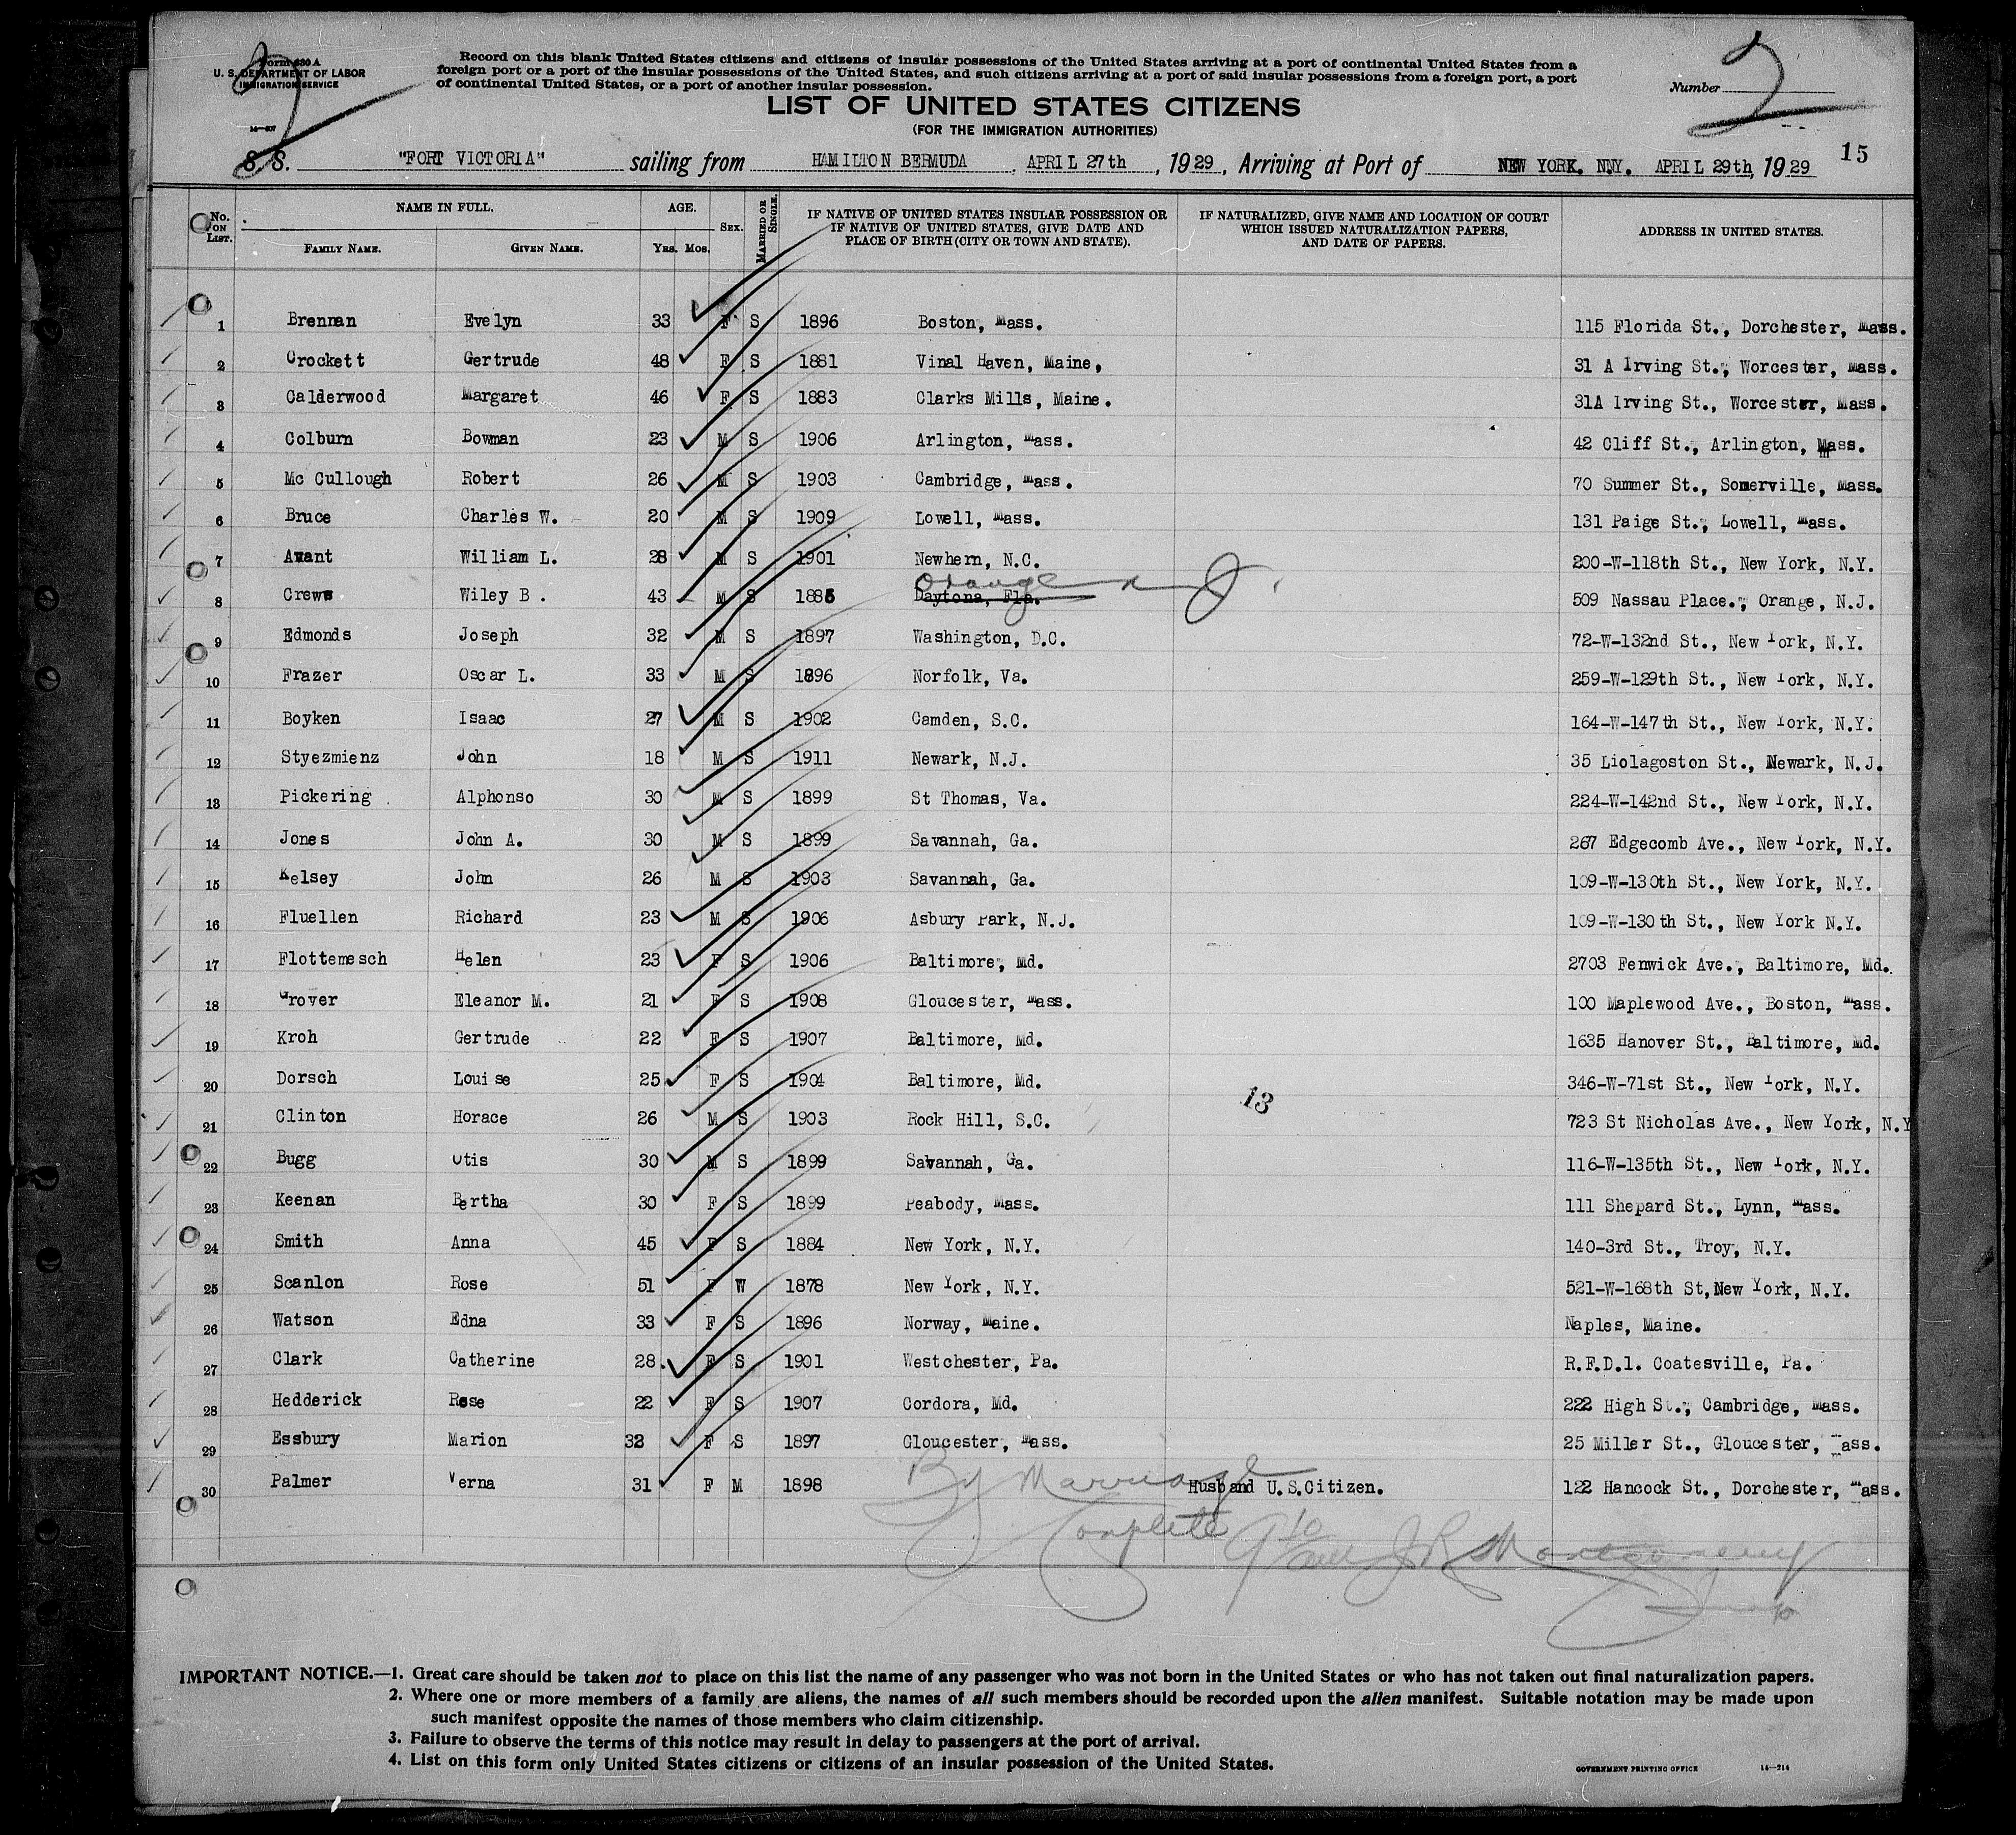 Form 630 A
U. S. DEPARTMENT OF LABOR
IMMIGRATION SERVICE
14—607
2
Record on this blank United States citizens and citizens of insular possessions of the United States arriving at a port of continental United States from a
foreign port or a port of the insular possessions of the United States, and such citizens arriving at a port of said insular possessions from a foreign port, a port
of continental United States, or a port of another insular possession.
Number 2
LIST OF UNITED STATES CITIZENS
(FOR THE IMMIGRATION AUTHORITIES)
S.S. "FORT VICTORIA" sailing from HAMILTON BERMUDA, APRIL 27th, 1929, Arriving at Port of NEW YORK. N.Y. APRIL 29th, 1929 15
No. ON LIST. NAME IN FULL. FAMILY NAME. GIVEN NAME. AGE. Yrs. Mos. SEX. MARRIED OR SINGLE. IF NATIVE OF UNITED STATES INSULAR POSSESSION OR IF NATIVE OF UNITED STATES, GIVE DATE AND PLACE OF BIRTH (CITY OR TOWN AND STATE). IF NATURALIZED, GIVE NAME AND LOCATION OF COURT WHICH ISSUED NATURALIZATION PAPERS, AND DATE OF PAPERS. ADDRESS IN UNITED STATES.
1 Brennan Evelyn 33 F S 1896 Boston, Mass. 115 Florida St., Dorchester, Mass.
2 Crockett Gertrude 48 F S 1881 Vinal Haven, Maine, 31 A Irving St., Worcester, Mass.
3 Calderwood Margaret 46 F S 1883 Clarks Mills, Maine. 31A Irving St., Worcester, Mass.
4 Colburn Bowman 23 M S 1906 Arlington, Mass. 42 Cliff St., Arlington, Mass.
5 Mc Cullough Robert 26 M S 1903 Cambridge, Mass. 70 Summer St., Somerville, Mass.
6 Bruce Charles W. 20 M S 1909 Lowell, Mass. 131 Paige St., Lowell, Mass.
7 Avant William L. 28 M S 1901 Newhern, N.C. 200-W-118th St., New York, N.Y.
Orange N J.
8 Crews Wiley B. 43 M S 1886 Daytona, Fla. 509 Nassau Place., Orange, N.J.
9 Edmonds Joseph 32 M S 1897 Washington, D.C. 72-W-132nd St., New York, N.Y.
10 Frazer Oscar L. 33 M S 1896 Norfolk, Va. 259-W-129th St., New York, N.Y.
11 Boyken Isaac 27 M S 1902 Camden, S.C. 164-W-147th St., New York, N.Y.
12 Styezmienz John 18 M S 1911 Newark, N.J. 35 Liolagoston St., Newark, N.J.
13 Pickering Alphonso 30 M S 1899 St Thomas, Va. 224-W-142nd St., New York, N.Y.
14 Jones John A. 30 M S 1899 Savannah, Ga. 267 Edgecomb Ave., New York, N.Y.
15 Kelsey John 26 M S 1903 Savannah, Ga. 109-W-130th St., New York, N.Y.
16 Fluellen Richard 23 M S 1906 Asbury Park, N.J. 109-W-130th St., New York N.Y.
17 Flottemesch Helen 23 F S 1906 Baltimore, Md. 2703 Fenwick Ave., Baltimore, Md.
18 Grover Eleanor M. 21 F S 1908 Gloucester, Mass. 100 Maplewood Ave., Boston, Mass.
19 Kroh Gertrude 22 F S 1907 Baltimore, Md. 1635 Hanover St., Baltimore, Md.
20 Dorsch Louise 25 F S 1904 Baltimore, Md. 346-W-71st St., New York, N.Y.
13
21 Clinton Horace 26 M S 1903 Rock Hill, S.C. 723 St Nicholas Ave., New York, N.Y
22 Bugg Otis 30 M S 1899 Savannah, Ga. 116-W-135th St., New York, N.Y.
23 Keenan Bertha 30 F S 1899 Peabody, Mass. 111 Shepard St., Lynn, Mass.
24 Smith Anna 45 F S 1884 New York, N.Y. 140-3rd St., Troy, N.Y.
25 Scanlon Rose 51 F W 1878 New York, N.Y. 521-W-168th St, New York, N.Y.
26 Watson Edna 33 F S 1896 Norway, Maine. Naples, Maine.
27 Clark Catherine 28. F S 1901 Westchester, Pa. R.F.D.1. Coatesville, Pa.
28 Hedderick Rose 22 F S 1907 Cordora, Md. 222 High St., Cambridge, Mass.
29 Essbury Marion 32 F S 1897 Gloucester, Mass. 25 Miller St., Gloucester, Mass.
30 Palmer Verna 31 F M 1898 By Marriage Husband U.S.Citizen. 122 Hancock St., Dorchester, Mass.
Complete J R Montgomery
IMPORTANT NOTICE.—1. Great care should be taken not to place on this list the name of any passenger who was not born in the United States or who has not taken out final naturalization papers.
2. Where one or more members of a family are aliens, the names of all such members should be recorded upon the alien manifest. Suitable notation may be made upon
such manifest opposite the names of those members who claim citizenship.
3. Failure to observe the terms of this notice may result in delay to passengers at the port of arrival.
4. List on this form only United States citizens or citizens of an insular possession of the United States.
GOVERNMENT PRINTING OFFICE 14—214